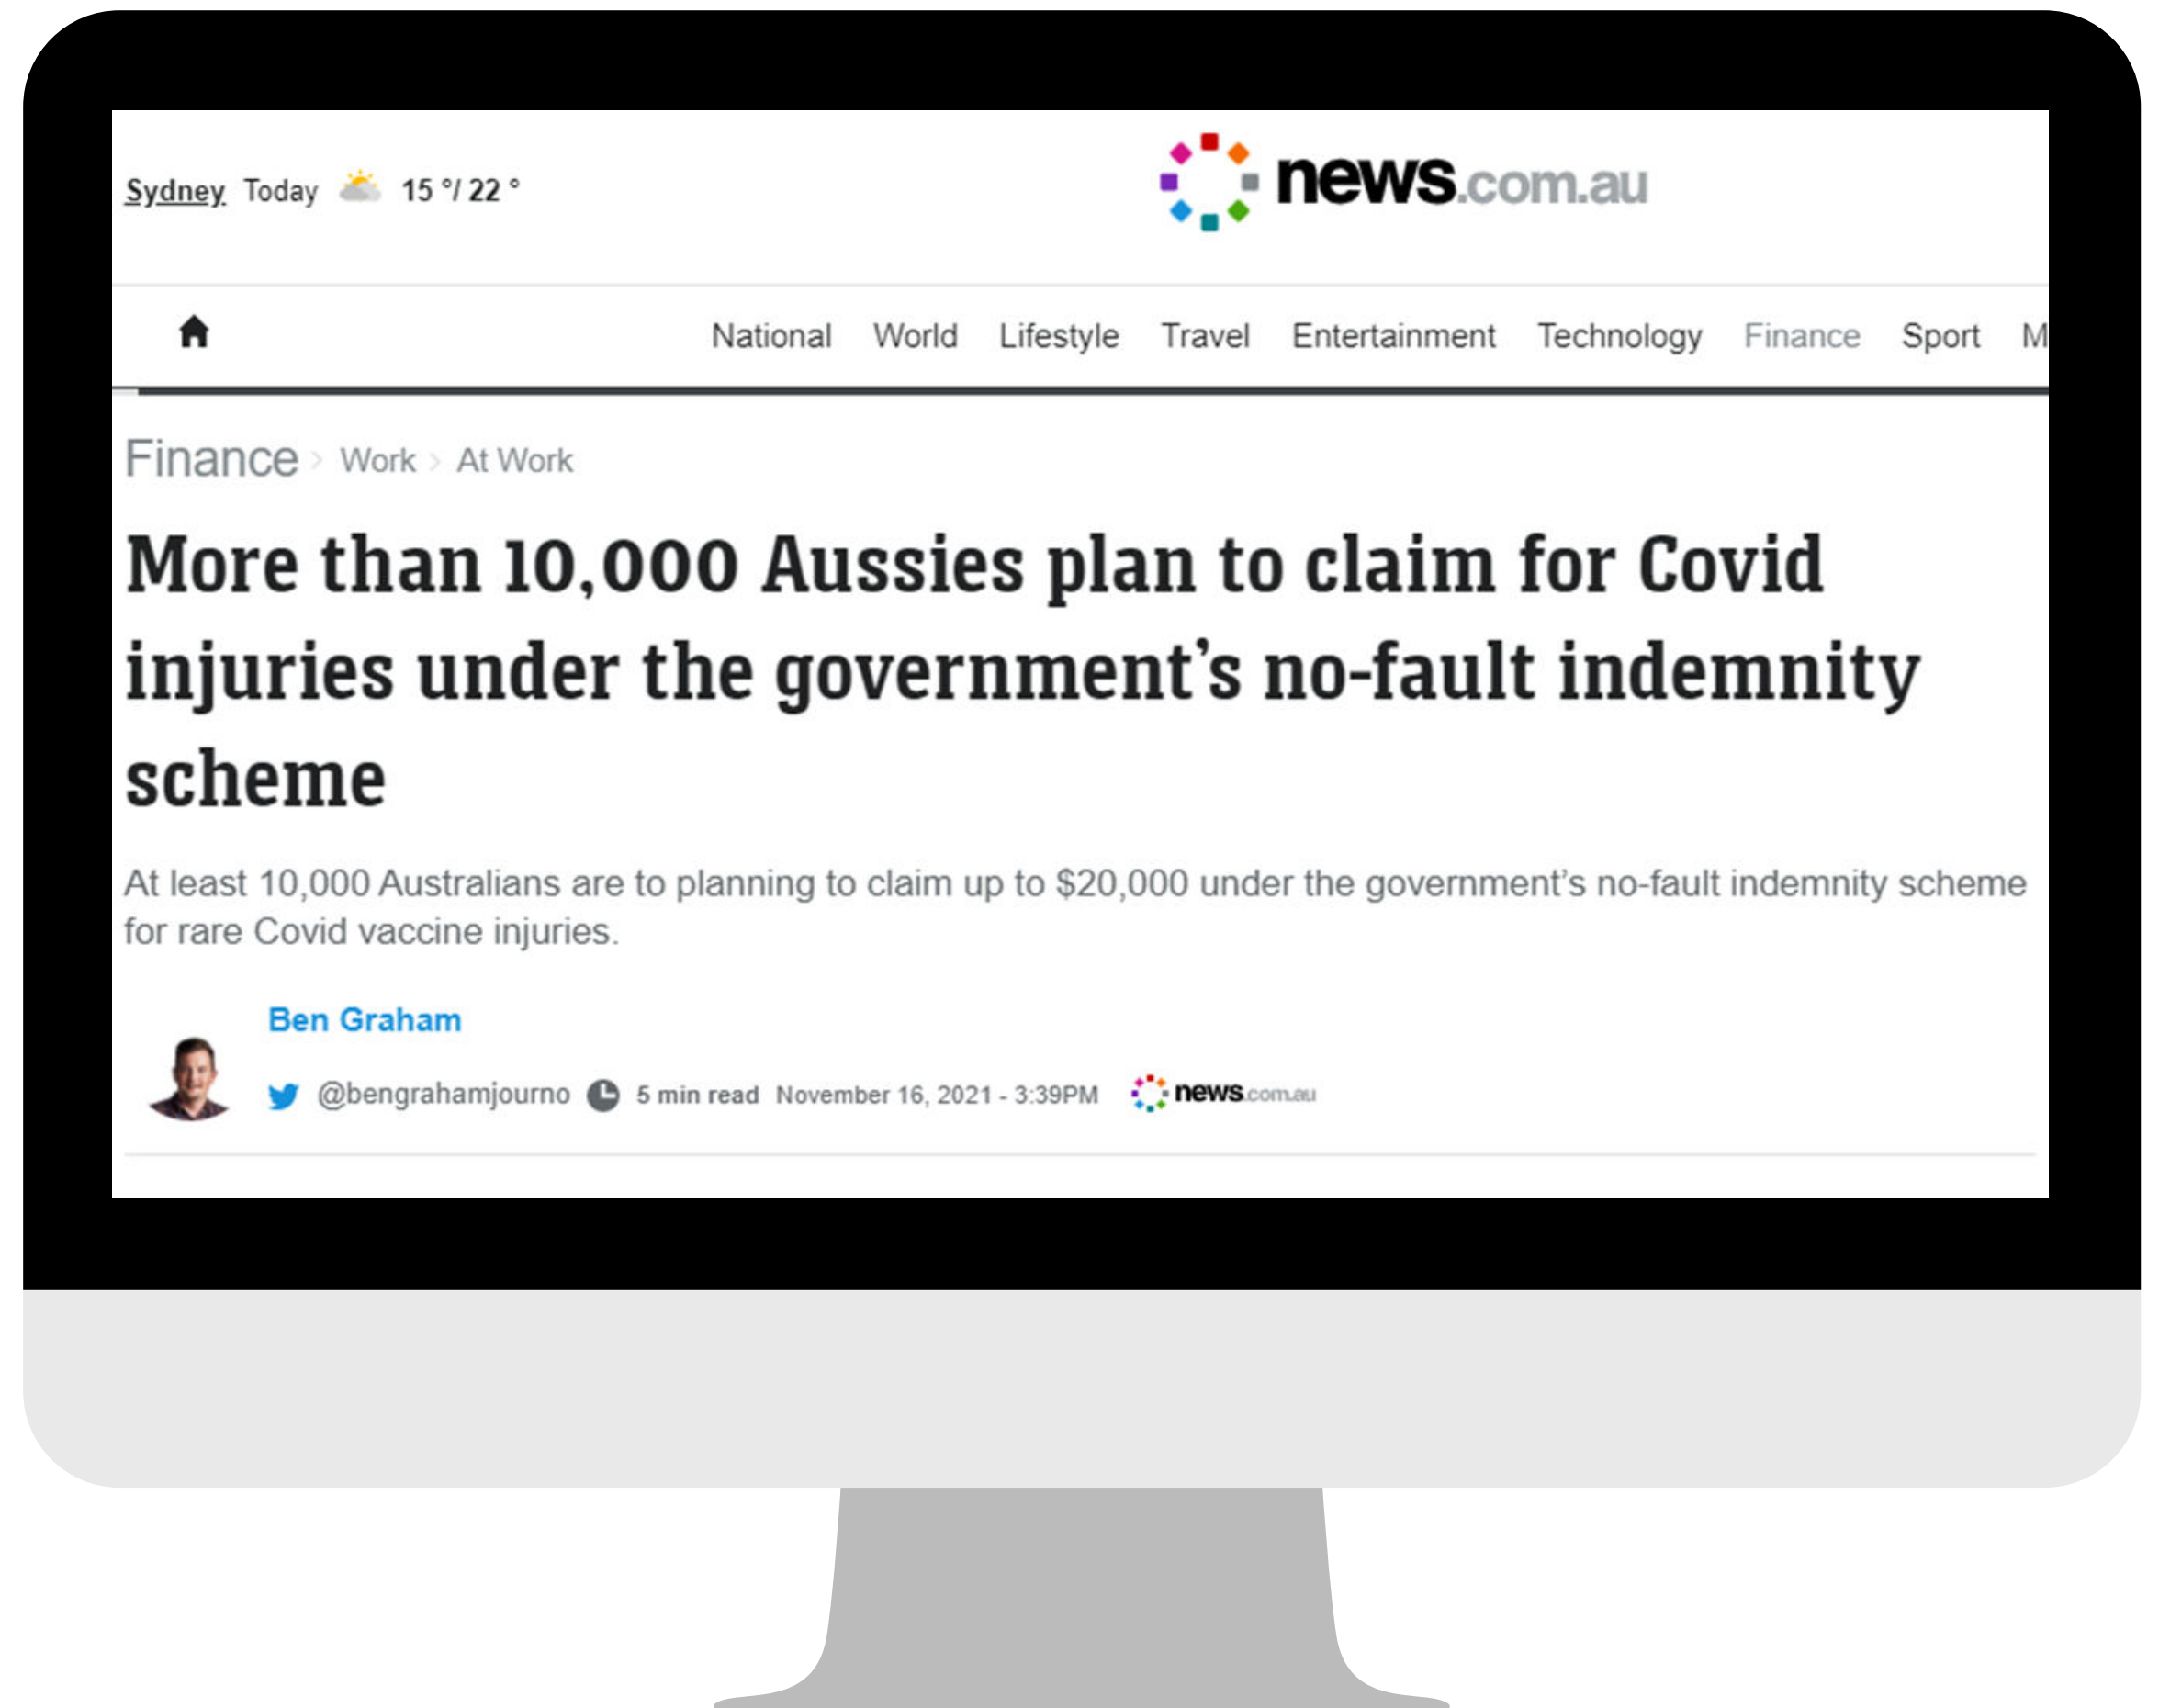 Sydney Today 15 °/ 22 °
news.com.au
National World Lifestyle Travel Entertainment Technology Finance Sport M
Finance > Work > At Work
More than 10,000 Aussies plan to claim for Covid
injuries under the government’s no-fault indemnity
scheme
At least 10,000 Australians are to planning to claim up to $20,000 under the government’s no-fault indemnity scheme
for rare Covid vaccine injuries.
Ben Graham
@bengrahamjourno 5 min read November 16, 2021 - 3:39PM news.com.au